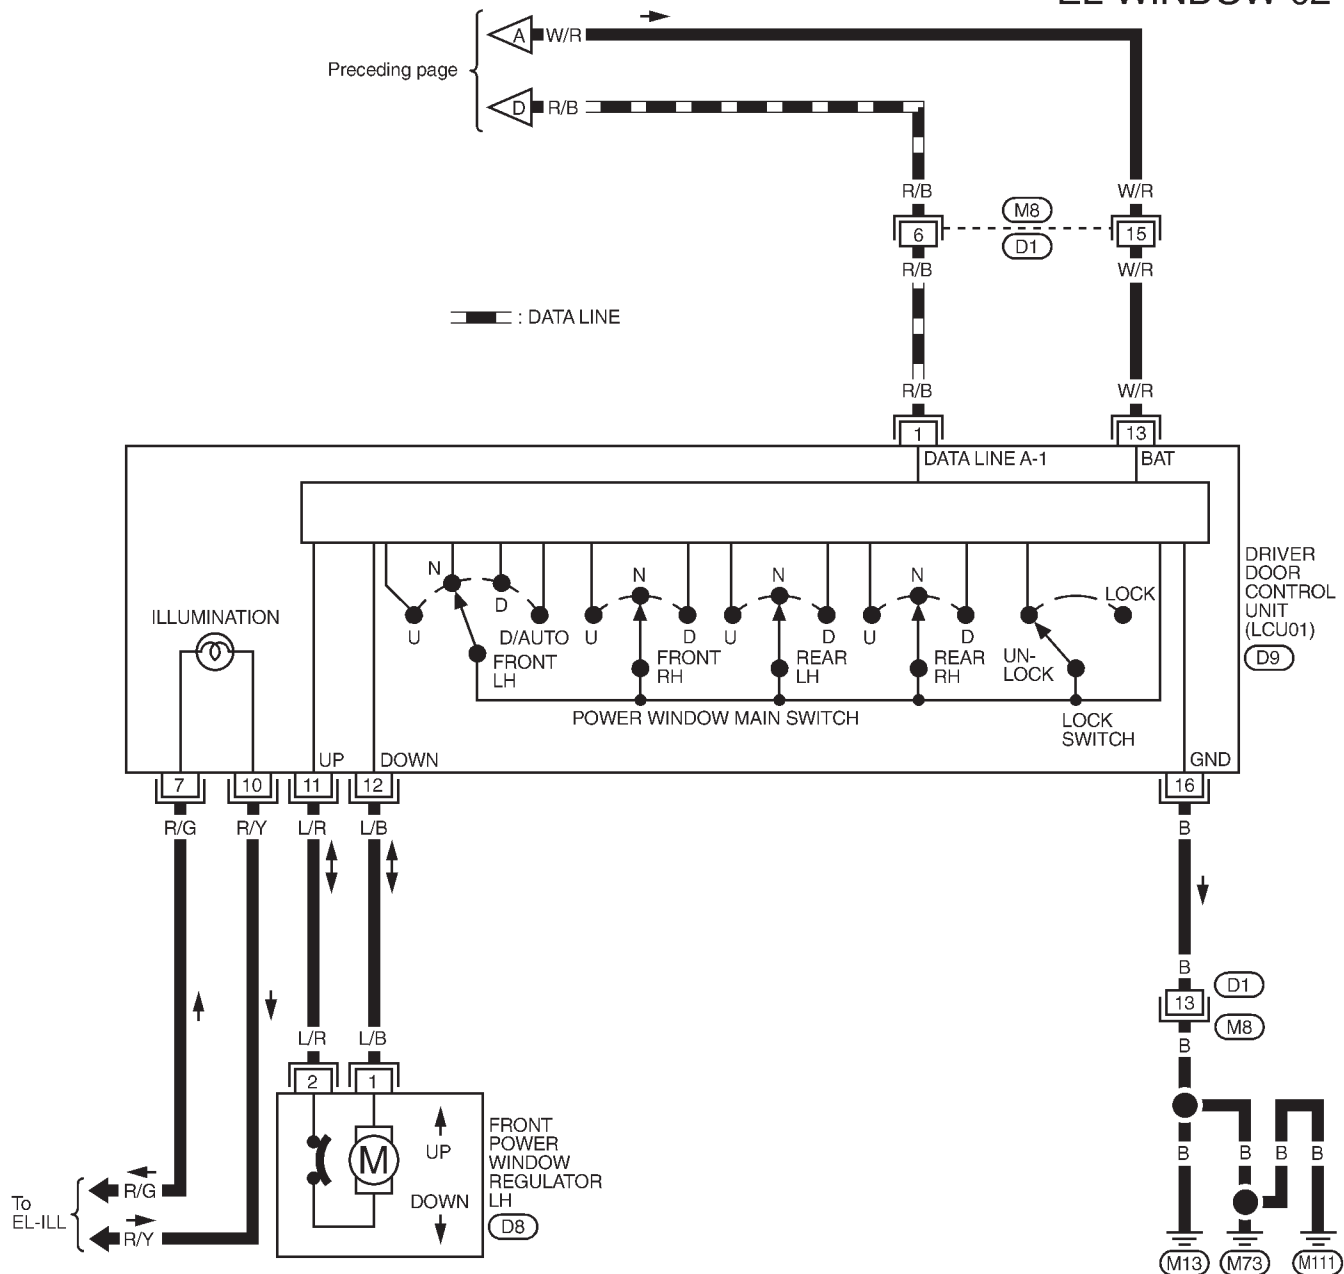 A W/R
Preceding page
D R/B
R/B W/R
M8
6 15
D1
R/B W/R
: DATA LINE
R/B W/R
1 13
DATA LINE A-1 BAT
DRIVER
DOOR
CONTROL
UNIT
(LCU01)
D9
ILLUMINATION
N D U D/AUTO
FRONT
LH
N U D
FRONT
RH
N U D
REAR
LH
N U D
REAR
RH
LOCK
UN-
LOCK
POWER WINDOW MAIN SWITCH
LOCK
SWITCH
UP DOWN GND
7 10 11 12 16
R/G R/Y L/R L/B B
B
D1
13
M8
L/R L/B B
2 1
M
UP
DOWN
FRONT
POWER
WINDOW
REGULATOR
LH
D8
B B B B
To
EL-ILL
R/G
R/Y
M13 M73 M111